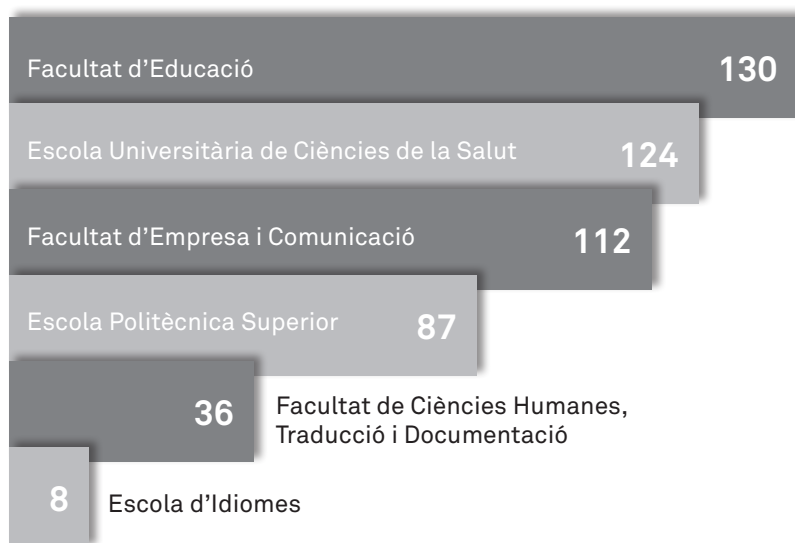 Facultat d'Educació 130
Escola Universitària de Ciències de la Salut 124
Facultat d'Empresa i Comunicació 112
Escola Politècnica Superior 87
36 Facultat de Ciències Humanes,
Traducció i Documentació
8 Escola d'Idiomes